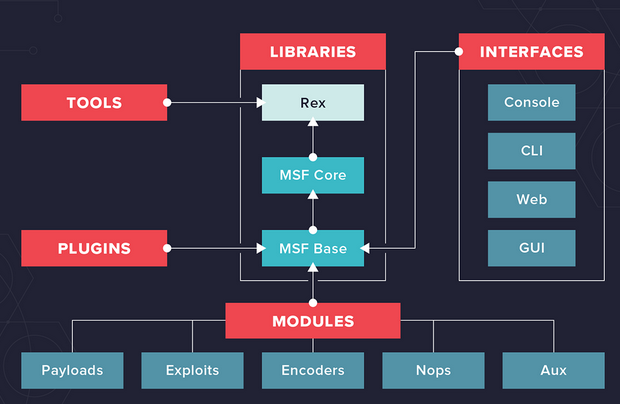 LIBRARIES
INTERFACES
TOOLS
Rex
Console
CLI
MSF Core
Web
PLUGINS
MSF Base
GUI
MODULES
Payloads
Exploits
Encoders
Nops
Aux